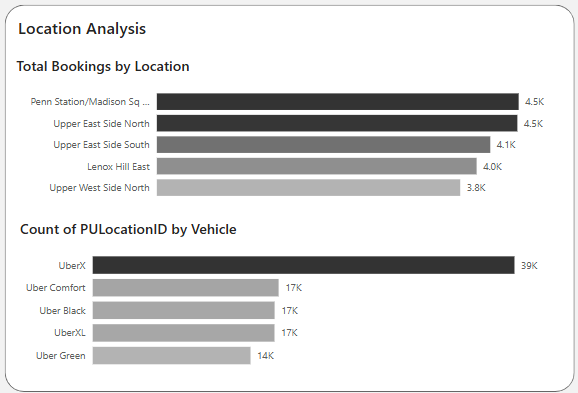 Location Analysis
Total Bookings by Location
Penn Station/Madison Sq ... 4.5K
Upper East Side North 4.5K
Upper East Side South 4.1K
Lenox Hill East 4.0K
Upper West Side North 3.8K
Count of PULocationID by Vehicle
UberX 39K
Uber Comfort 17K
Uber Black 17K
UberXL 17K
Uber Green 14K